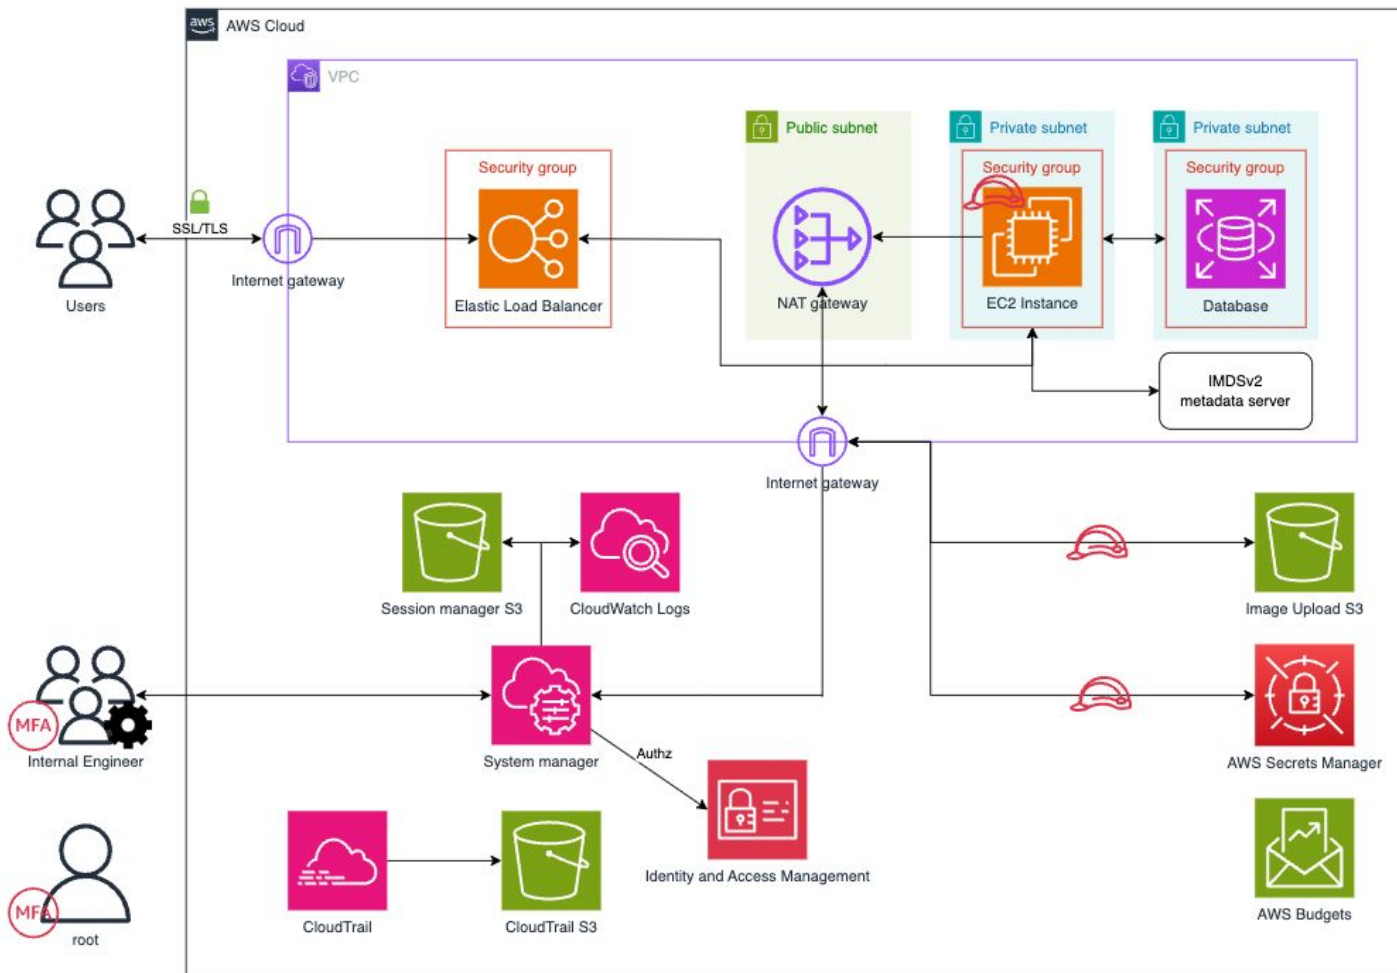 aws
AWS Cloud
VPC
Public subnet
Private subnet
Private subnet
Security group
Security group
Security group
SSL/TLS
Internet gateway
Users
Elastic Load Balancer
NAT gateway
EC2 Instance
Database
IMDSv2
metadata server
Internet gateway
Session manager S3
CloudWatch Logs
Image Upload S3
MFA
Internal Engineer
System manager
Authz
AWS Secrets Manager
Identity and Access Management
MFA
root
CloudTrail
CloudTrail S3
AWS Budgets